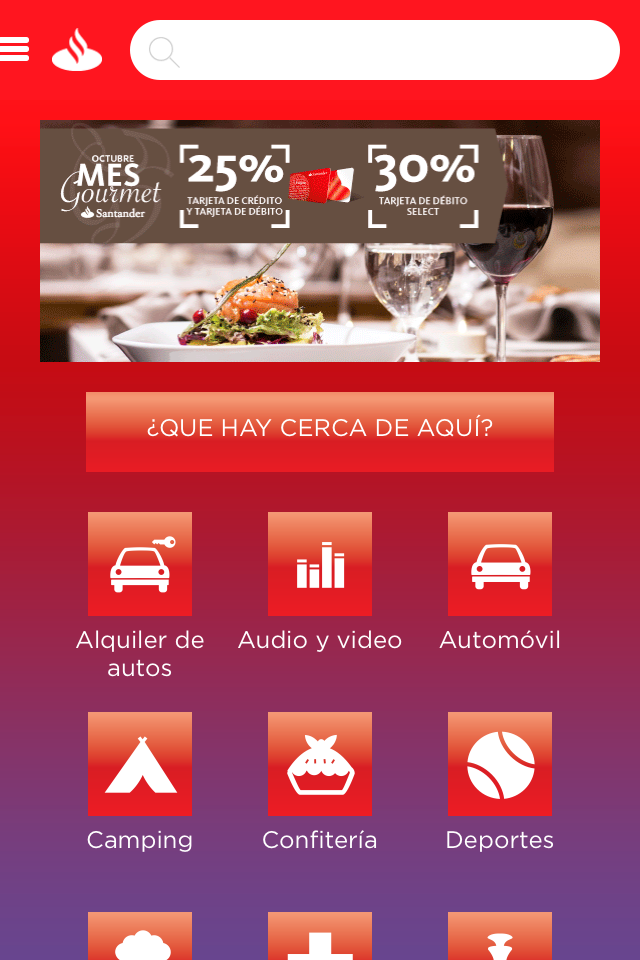 OCTUBRE
MES
Gourmet
Santander
25%
TARJETA DE CRÉDITO
Y TARJETA DE DÉBITO
30%
TARJETA DE DÉBITO
SELECT
¿QUE HAY CERCA DE AQUÍ?
Alquiler de
autos
Audio y video
Automóvil
Camping
Confitería
Deportes